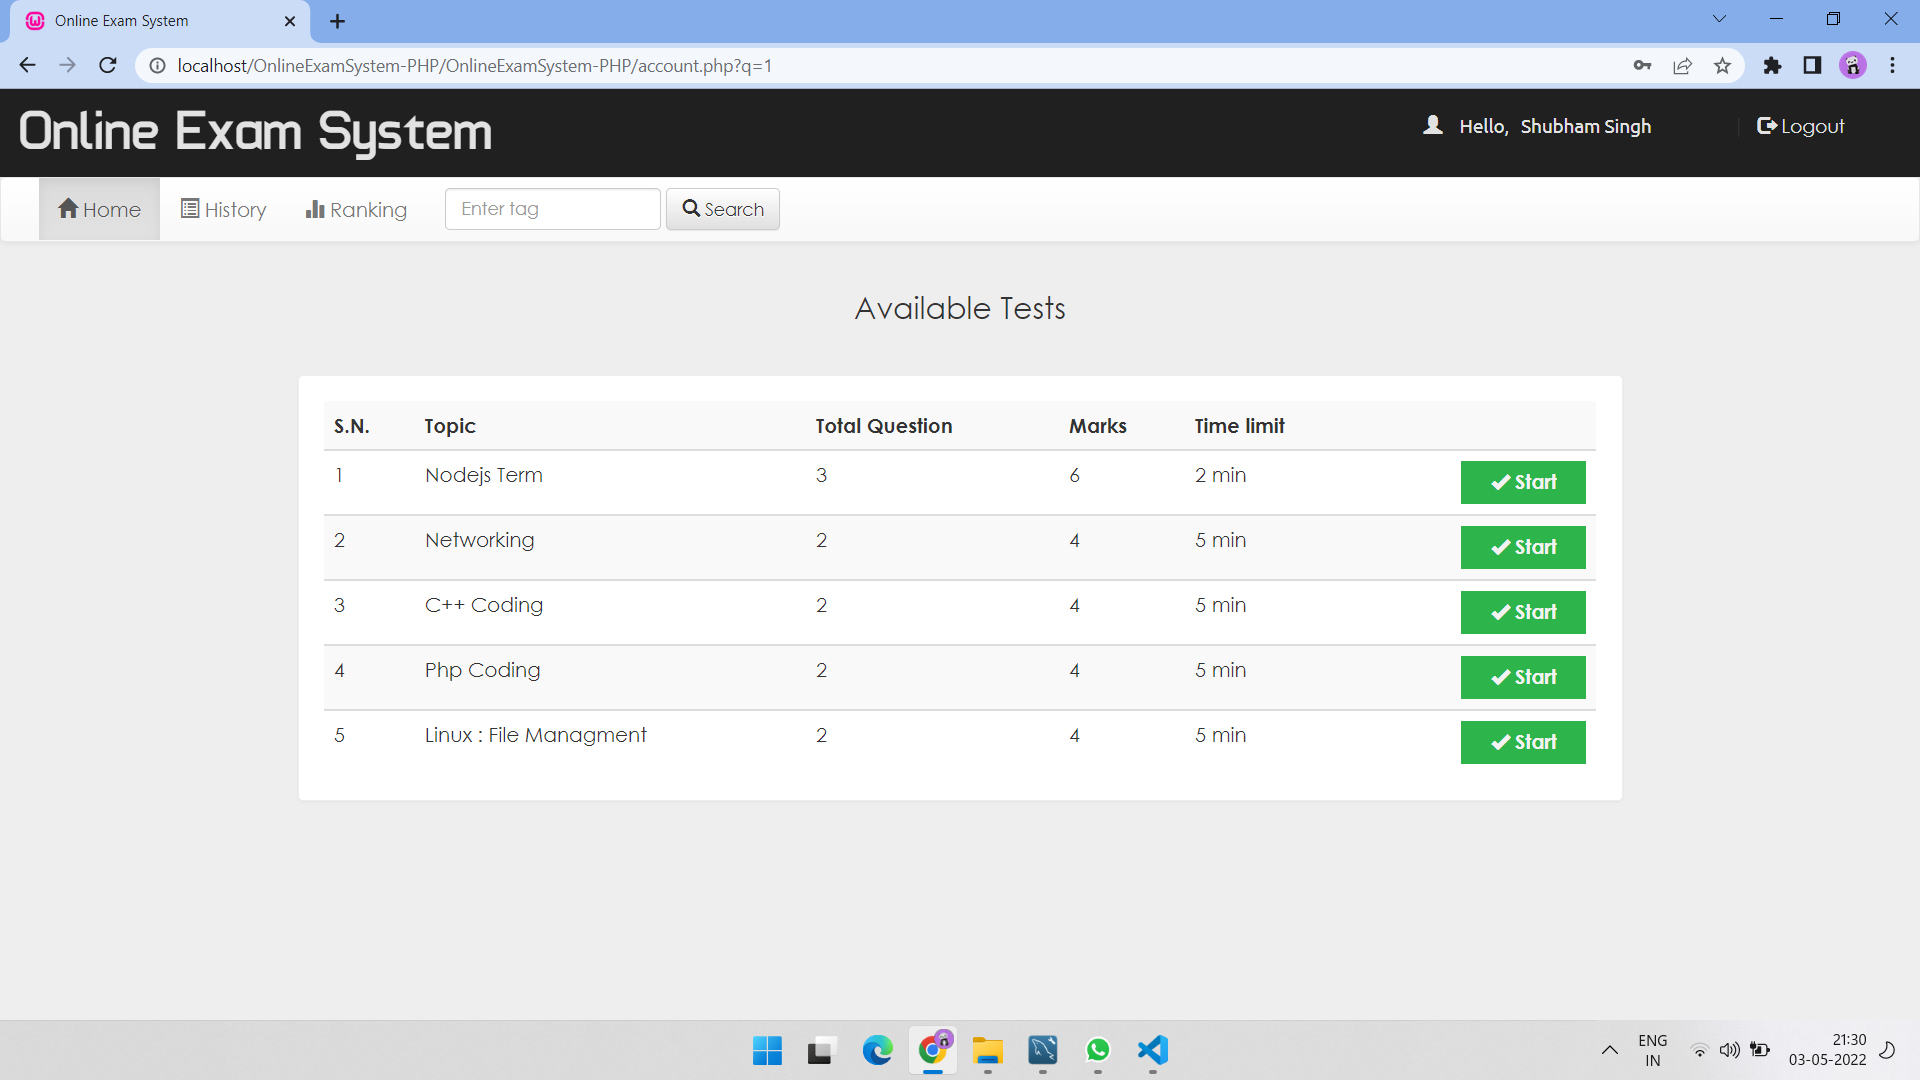 Online Exam System
localhost/OnlineExamSystem-PHP/OnlineExamSystem-PHP/account.php?q=1
Online Exam System
Hello, Shubham Singh
Logout
Home History Ranking Enter tag Search
Available Tests
S.N. Topic Total Question Marks Time limit
1 Nodejs Term 3 6 2 min Start
2 Networking 2 4 5 min Start
3 C++ Coding 2 4 5 min Start
4 Php Coding 2 4 5 min Start
5 Linux : File Managment 2 4 5 min Start
ENG
IN
21:30
03-05-2022